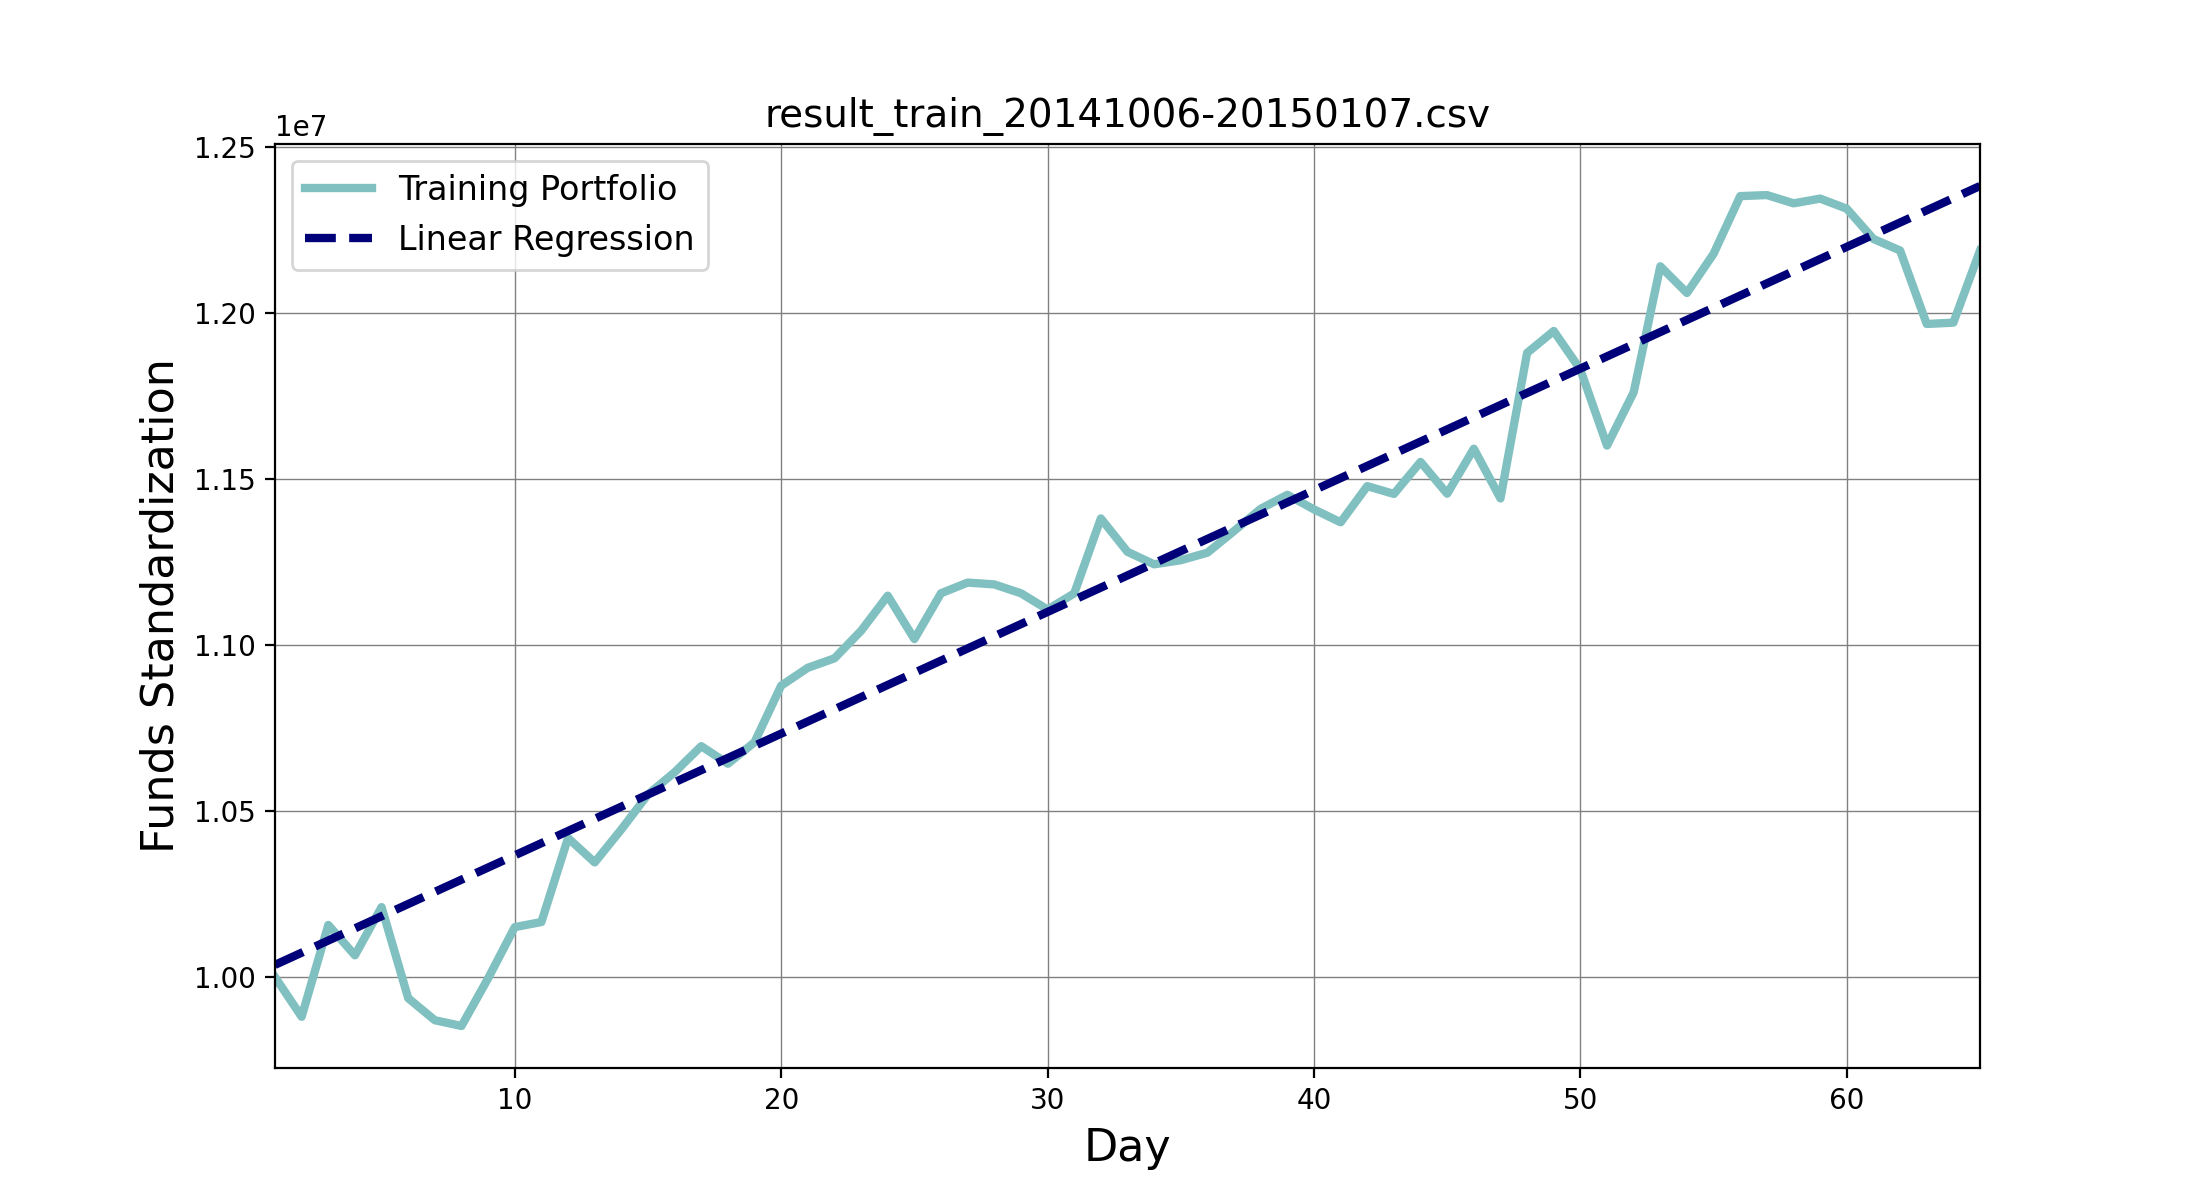 result_train_20141006-20150107.csv
1e7
Training Portfolio
Linear Regression
1.25
1.20
1.15
1.10
1.05
1.00
Funds Standardization
10 20 30 40 50 60
Day